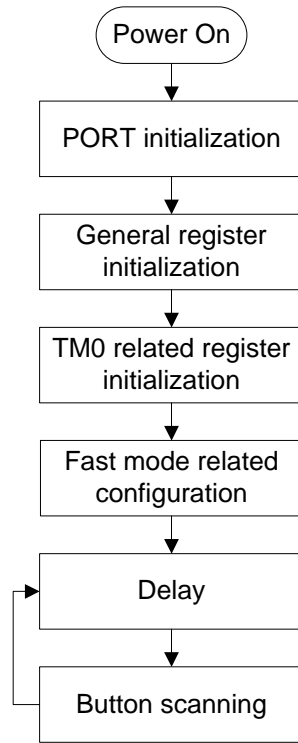 Power On
PORT initialization
General register
initialization
TM0 related register
initialization
Fast mode related
configuration
Delay
Button scanning